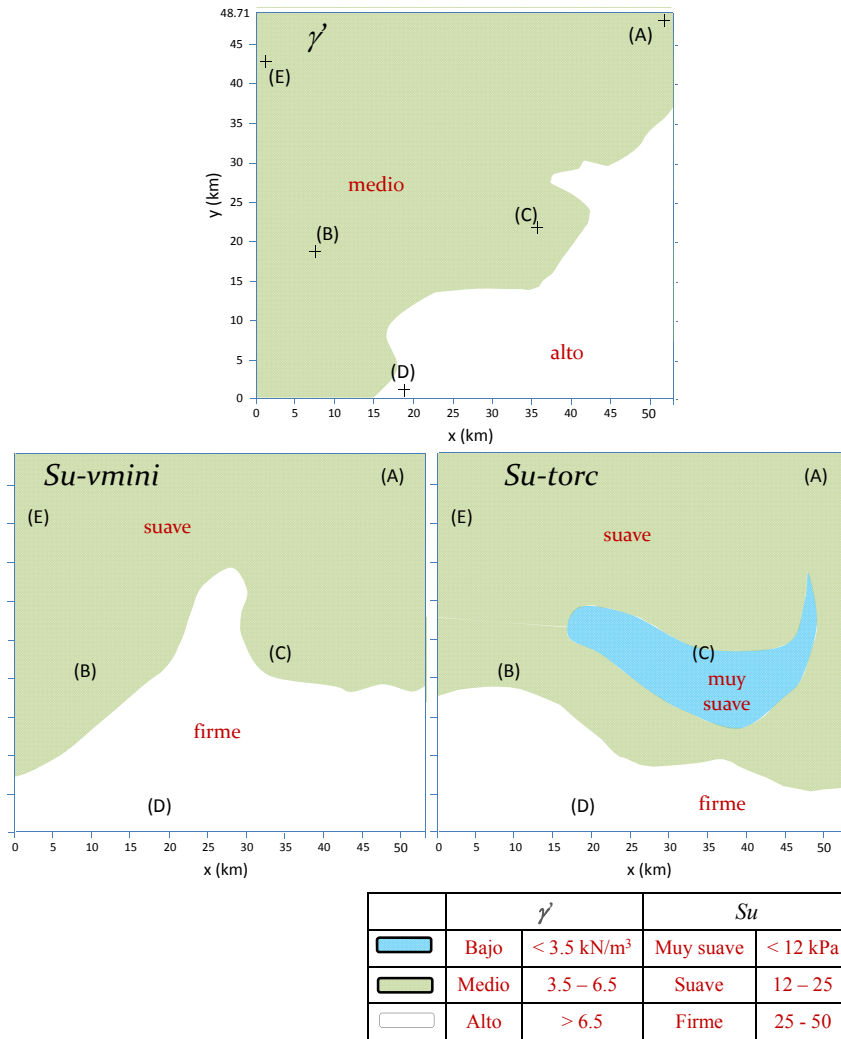 γ'
48.71
45
40
35
30
25
20
15
10
5
0
y (km)
(A)
(E)
medio
(C)
(B)
alto
(D)
0 5 10 15 20 25 30 35 40 45 50
x (km)
Su-vmini
(A)
(E)
suave
(C)
(B)
firme
(D)
0 5 10 15 20 25 30 35 40 45 50
x (km)
Su-torc
(A)
(E)
suave
(C)
(B)
muy
suave
(D)
firme
0 5 10 15 20 25 30 35 40 45 50
x (km)
γ' Su
Bajo < 3.5 kN/m³ Muy suave < 12 kPa
Medio 3.5 – 6.5 Suave 12 – 25
Alto > 6.5 Firme 25 - 50